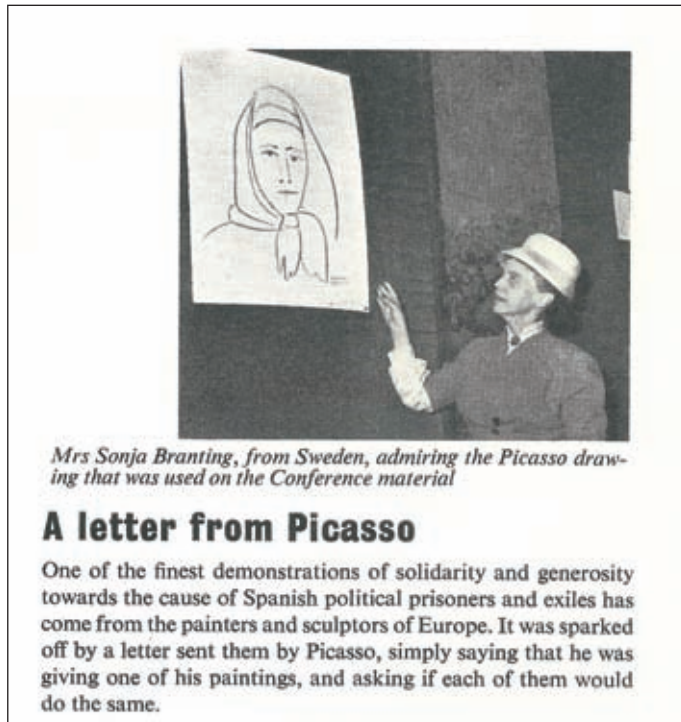 Mrs Sonja Branting, from Sweden, admiring the Picasso draw-
ing that was used on the Conference material
A letter from Picasso
One of the finest demonstrations of solidarity and generosity
towards the cause of Spanish political prisoners and exiles has
come from the painters and sculptors of Europe. It was sparked
off by a letter sent them by Picasso, simply saying that he was
giving one of his paintings, and asking if each of them would
do the same.